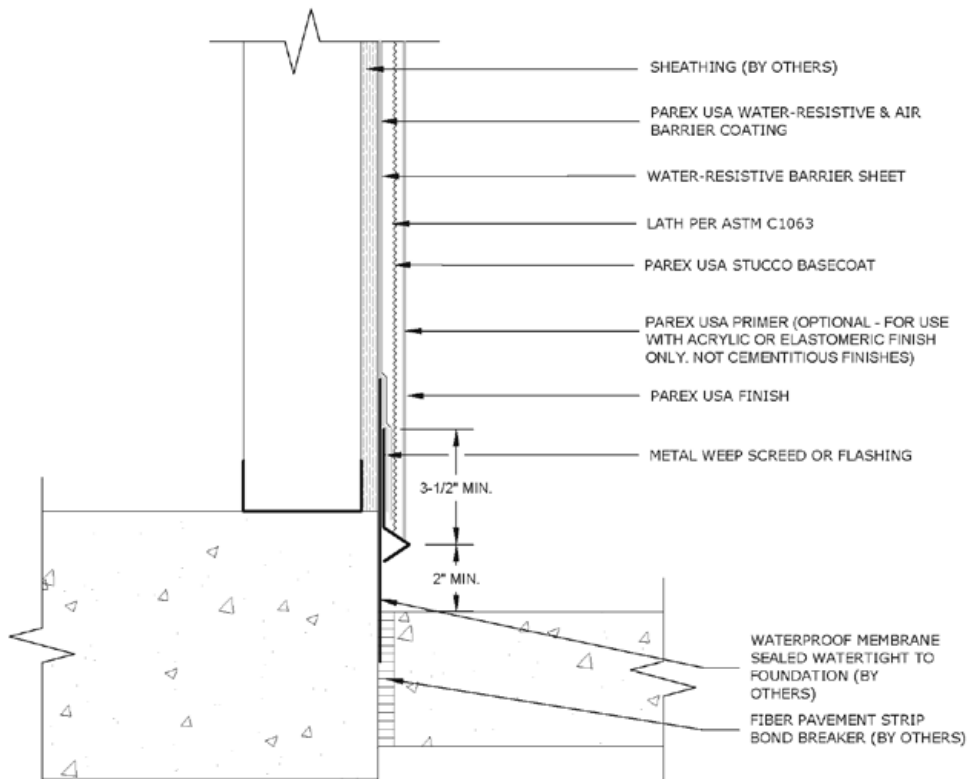 SHEATHING (BY OTHERS)
PAREX USA WATER-RESISTIVE & AIR
BARRIER COATING
WATER-RESISTIVE BARRIER SHEET
LATH PER ASTM C1063
PAREX USA STUCCO BASECOAT
PAREX USA PRIMER (OPTIONAL - FOR USE
WITH ACRYLIC OR ELASTOMERIC FINISH
ONLY. NOT CEMENTITIOUS FINISHES)
PAREX USA FINISH
METAL WEEP SCREED OR FLASHING
3-1/2" MIN.
2" MIN.
WATERPROOF MEMBRANE
SEALED WATERTIGHT TO
FOUNDATION (BY
OTHERS)
FIBER PAVEMENT STRIP
BOND BREAKER (BY OTHERS)